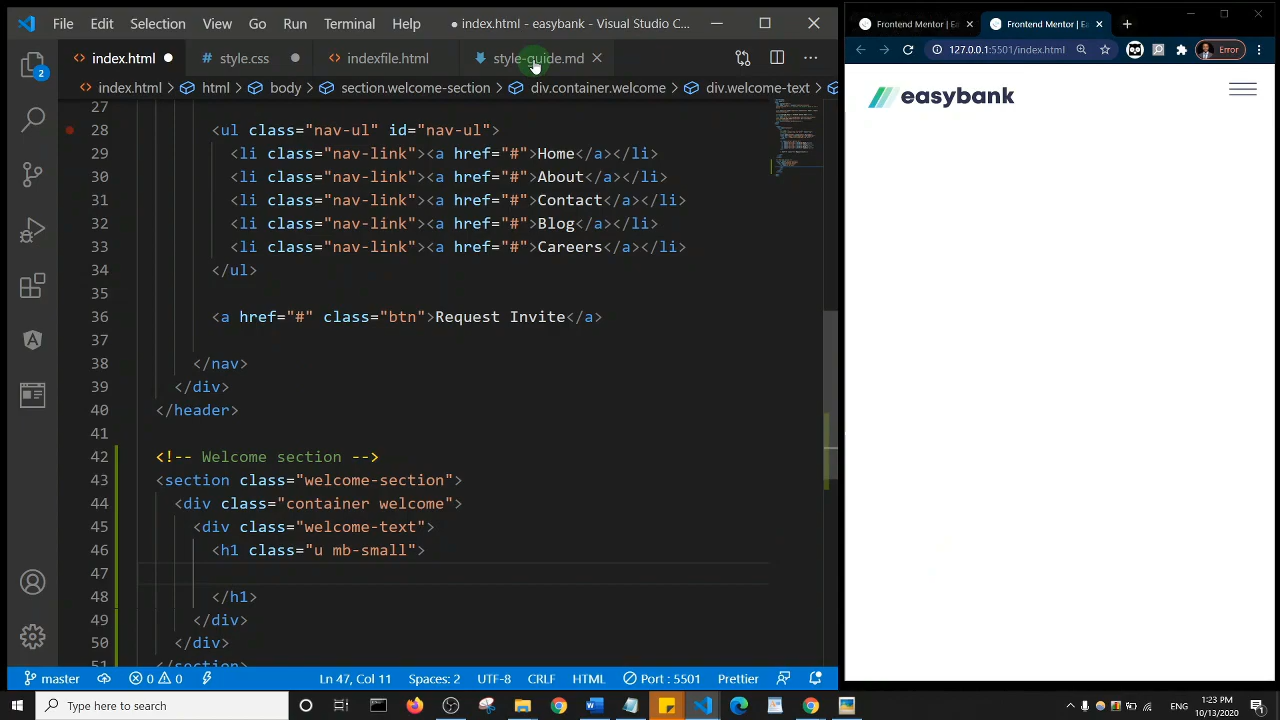 File Edit Selection View Go Run Terminal Help ● index.html - easybank - Visual Studio C...
index.html ● style.css indexfile.html e-guide.md
index.html > html > body > section.welcome-section > div.container.welcome > div.welcome-text >
27
<ul class="nav-ul" id="nav-ul">
29 <li class="nav-link"><a href="#">Home</a></li>
30 <li class="nav-link"><a href="#">About</a></li>
31 <li class="nav-link"><a href="#">Contact</a></li>
32 <li class="nav-link"><a href="#">Blog</a></li>
33 <li class="nav-link"><a href="#">Careers</a></li>
34 </ul>
35
36 <a href="#" class="btn">Request Invite</a>
37
38 </nav>
39 </div>
40 </header>
41
42 <!-- Welcome section -->
43 <section class="welcome-section">
44 <div class="container welcome">
45 <div class="welcome-text">
46 <h1 class="u mb-small">
47
48 </h1>
49 </div>
50 </div>
51 </section>
2
master 0 0 Ln 47, Col 11 Spaces: 2 UTF-8 CRLF HTML Port : 5501 Prettier
Frontend Mentor | Ea Frontend Mentor | Ea
127.0.0.1:5501/index.html Error
easybank
Type here to search
ENG 1:23 PM
10/13/2020